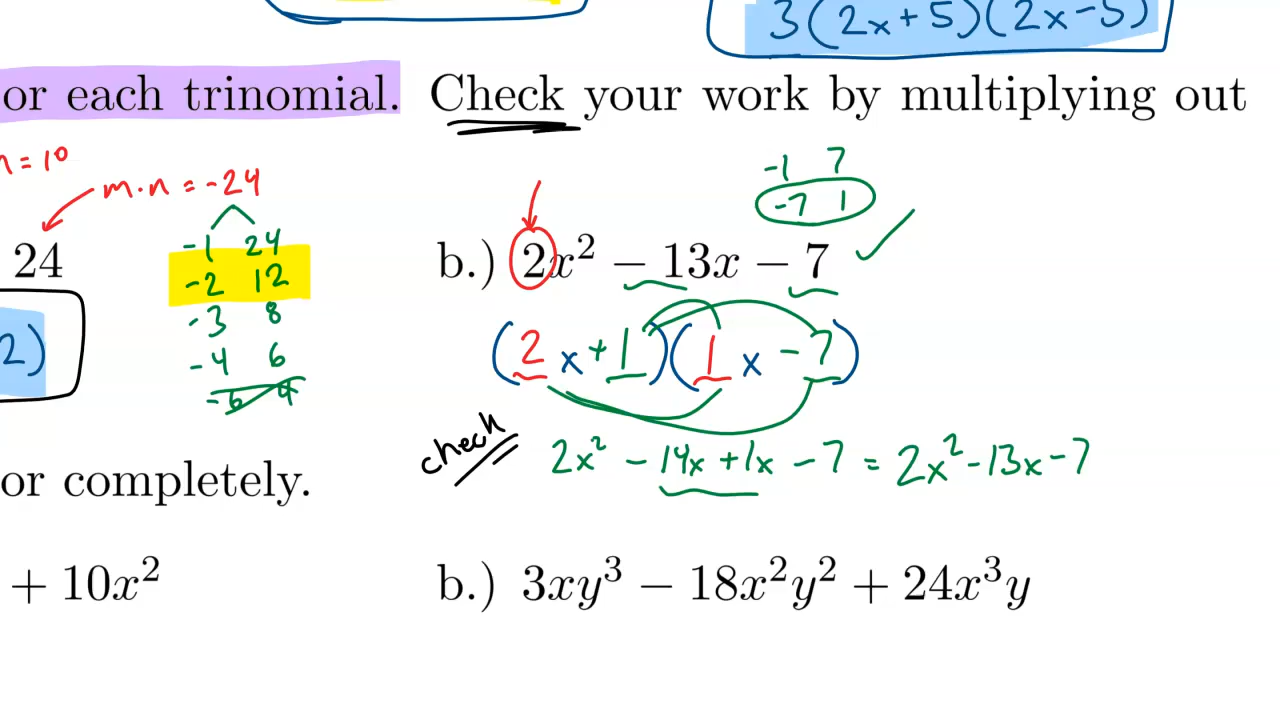 3(2x+5)(2x-5)
or each trinomial. Check your work by multiplying out
n = 10
m·n = -24
-1 24
-2 12
-3 8
-4 6
-6 4
24
2)
-1 7
-7 1
b.) 2x² − 13x − 7 ✓
(2x+1)(1x-7)
check
2x² - 14x + 1x - 7 = 2x² - 13x - 7
or completely.
+ 10x²
b.) 3xy³ − 18x²y² + 24x³y